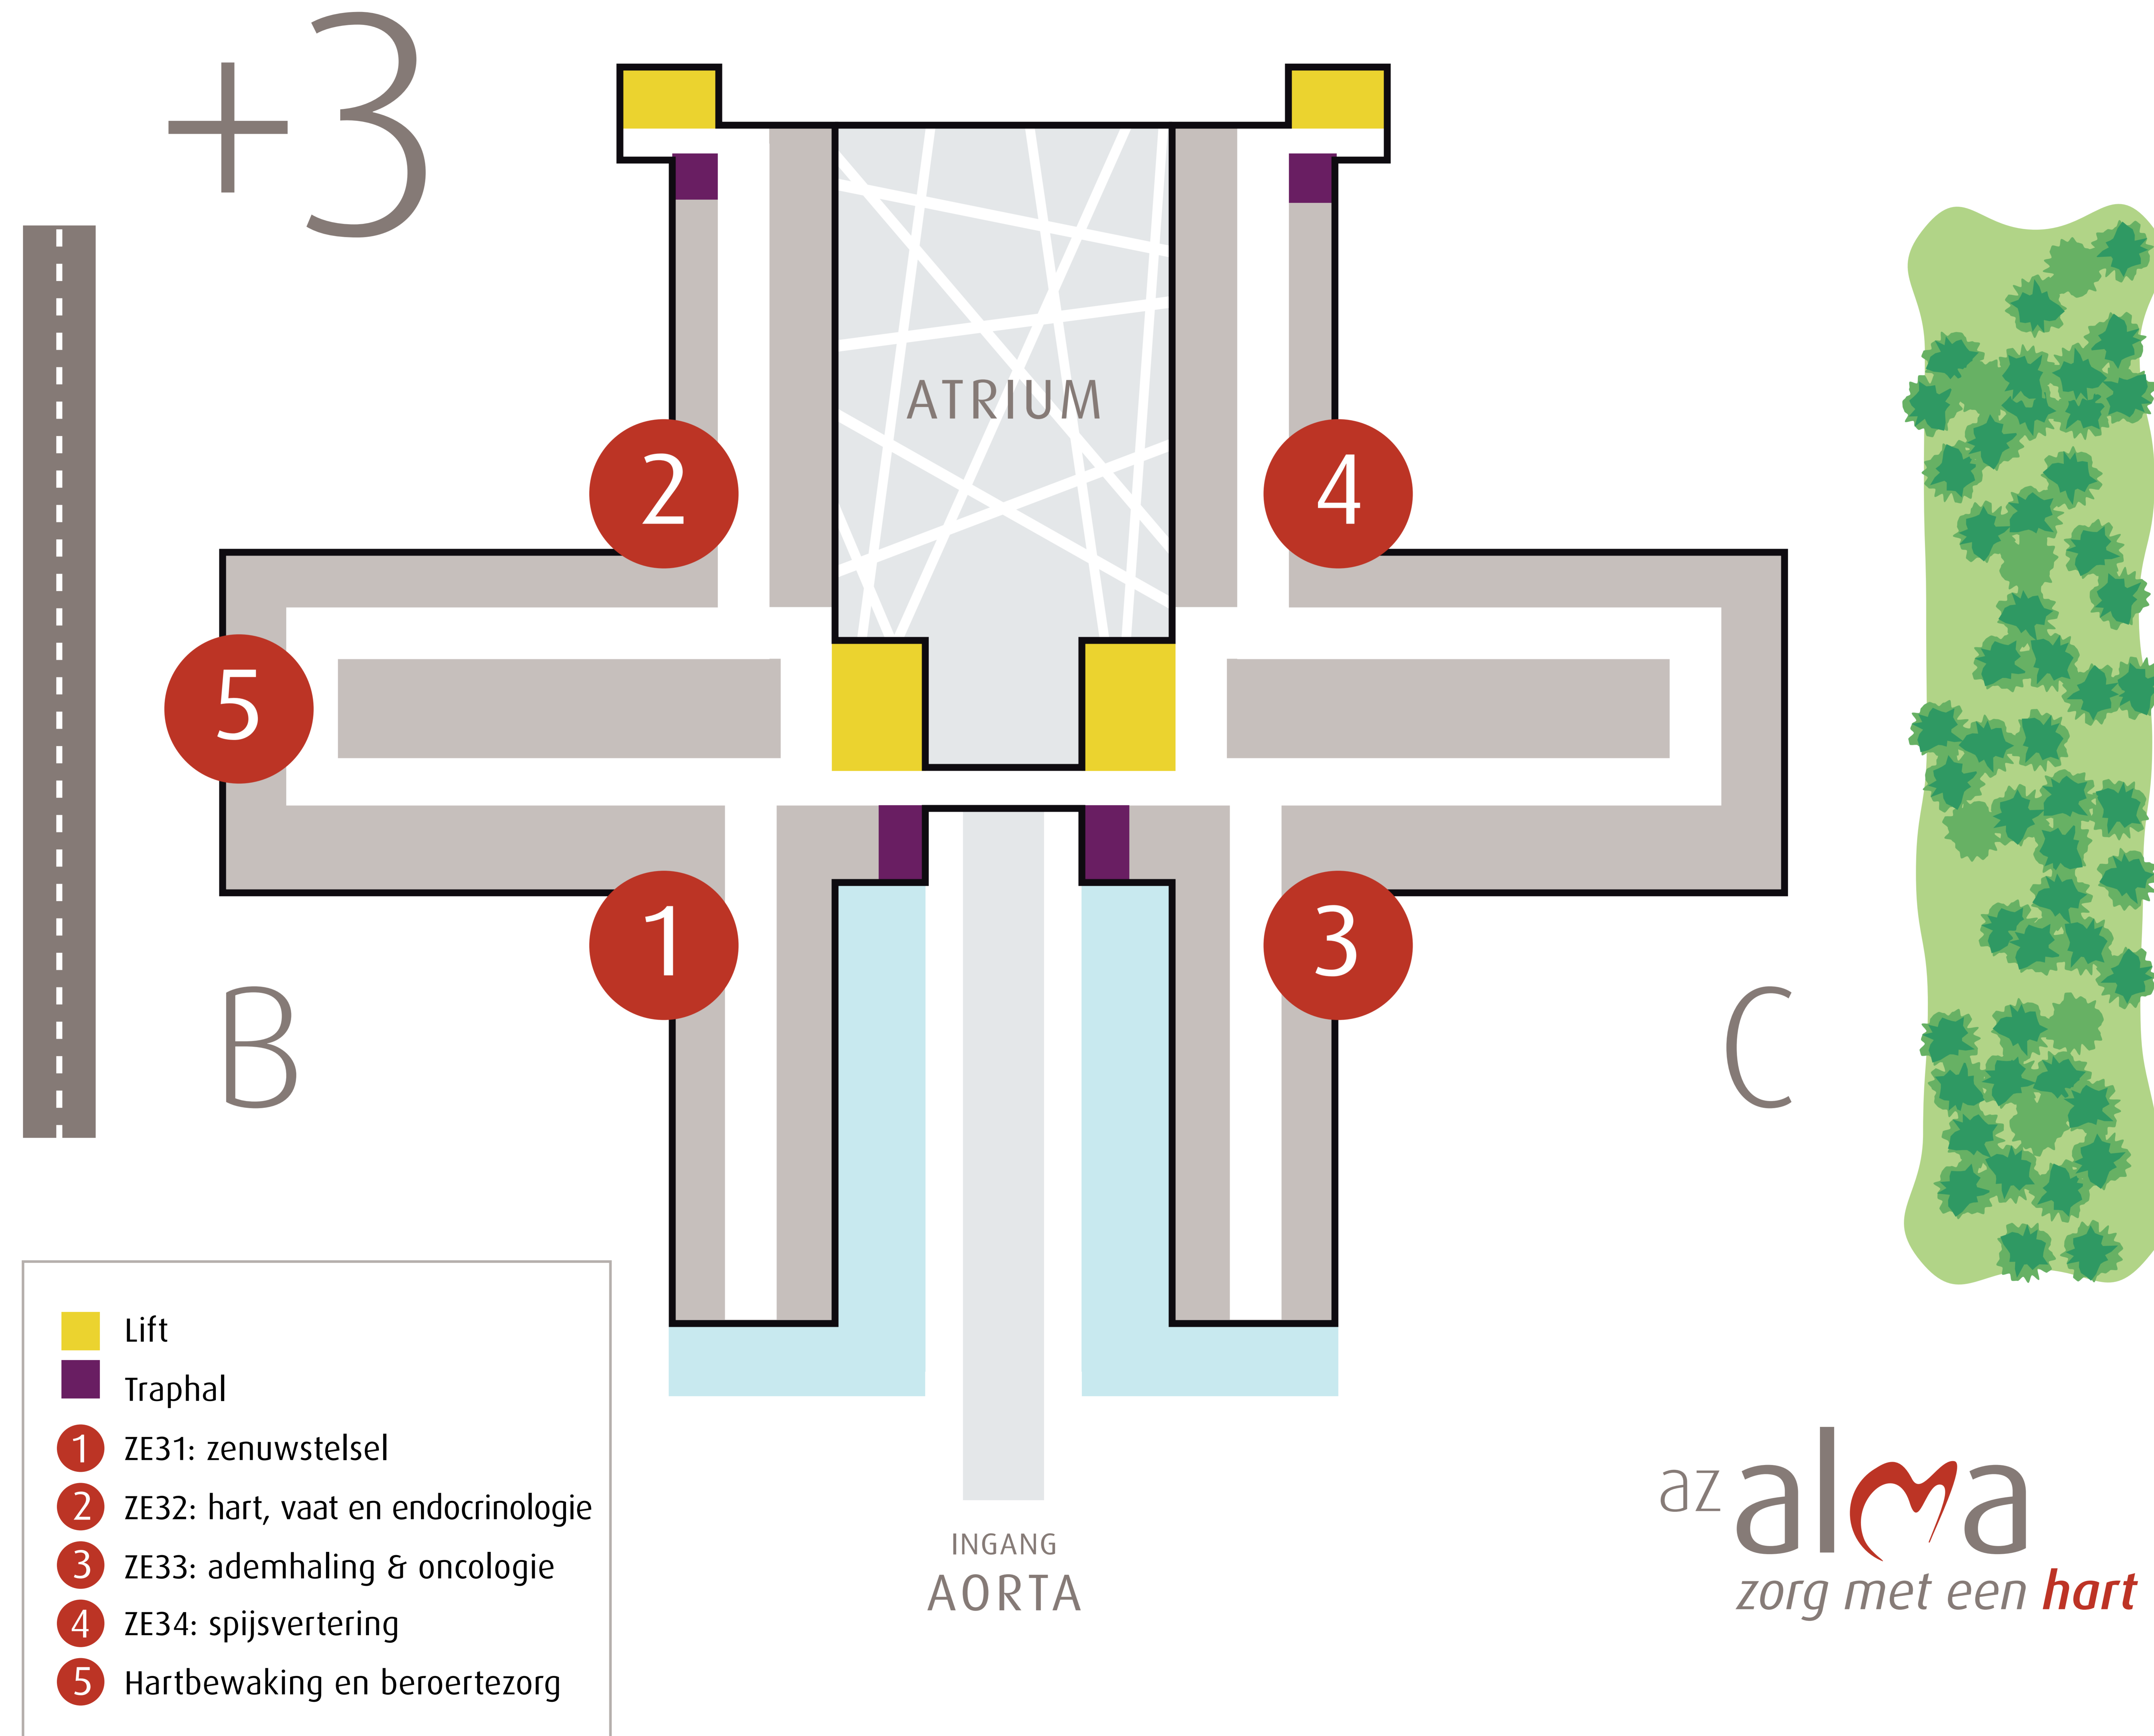 +3
ATRIUM
2
4
5
1
3
B
C
Lift
Traphal
1 ZE31: zenuwstelsel
2 ZE32: hart, vaat en endocrinologie
3 ZE33: ademhaling & oncologie
4 ZE34: spijsvertering
5 Hartbewaking en beroertezorg
INGANG
AORTA
az alma
zorg met een hart